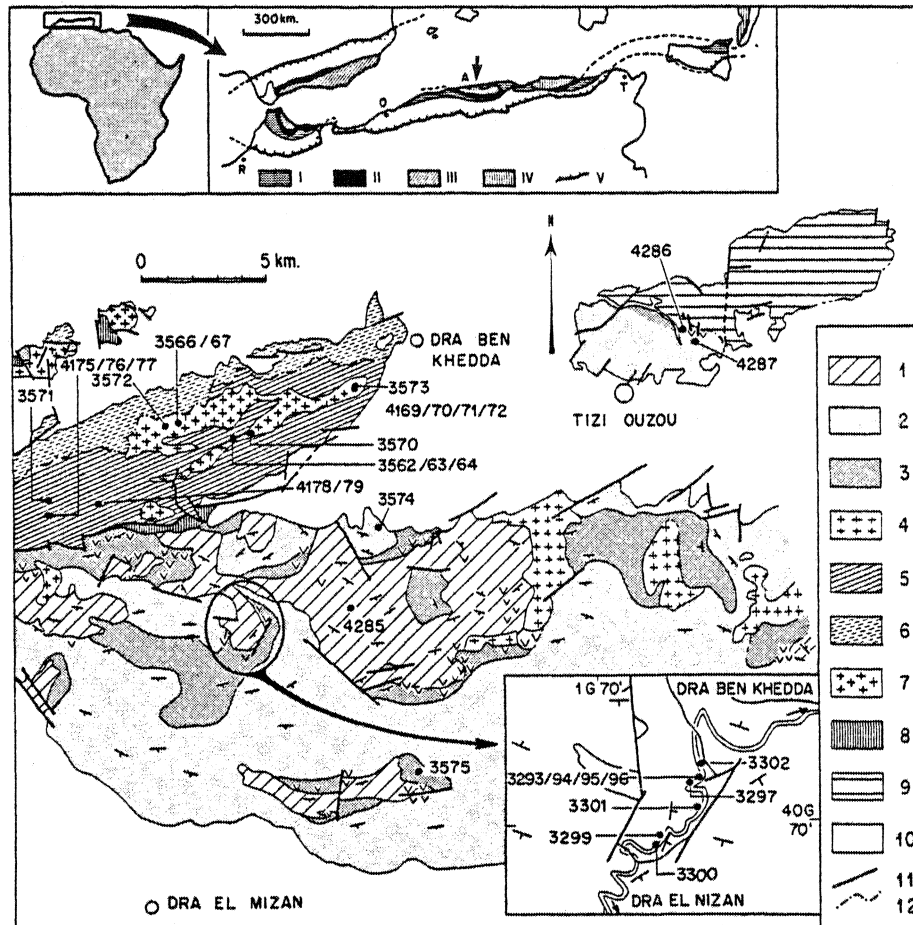 300 km.
A
O
T
R
I II III IV V
0 5 km.
N
4286
4287
TIZI OUZOU
DRA BEN
KHEDDA
3566/67
4175/76/77
3572
3571
3573
4169/70/71/72
3570
3562/63/64
4178/79
3574
4285
3575
DRA EL MIZAN
1 G 70'
DRA BEN KHEDDA
3302
3293/94/95/96
3297
3301
40G
70'
3299
3300
DRA EL NIZAN
1
2
3
4
5
6
7
8
9
10
11
12